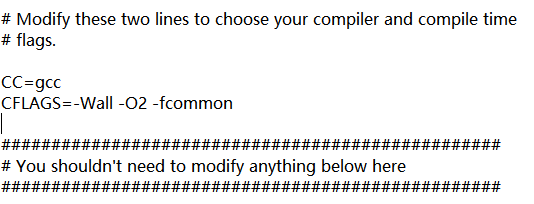 # Modify these two lines to choose your compiler and compile time
# flags.
CC=gcc
CFLAGS=-Wall -O2 -fcommon
##################################################
# You shouldn't need to modify anything below here
##################################################